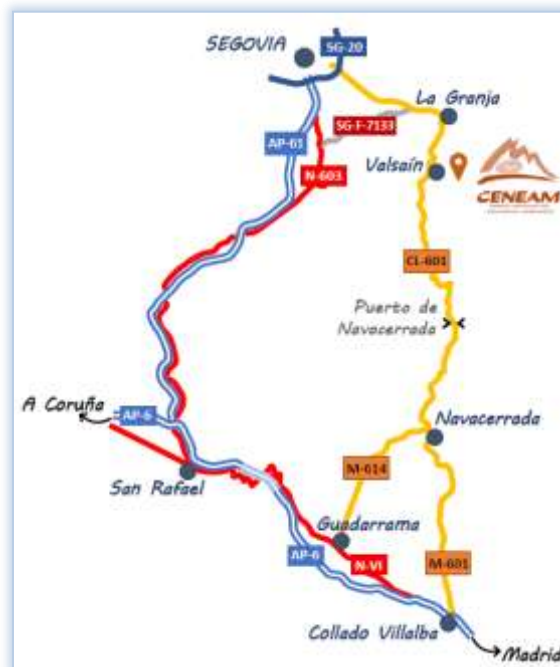 SEGOVIA
SG-20
La Granja
SG-F-7133
AP-61
Valsaín
CENEAM
N-603
CL-601
Puerto de
Navacerrada
A Coruña
AP-6
Navacerrada
M-614
San Rafael
Guadarrama
AP-6
N-VI
M-601
Collado Villalba
Madrid